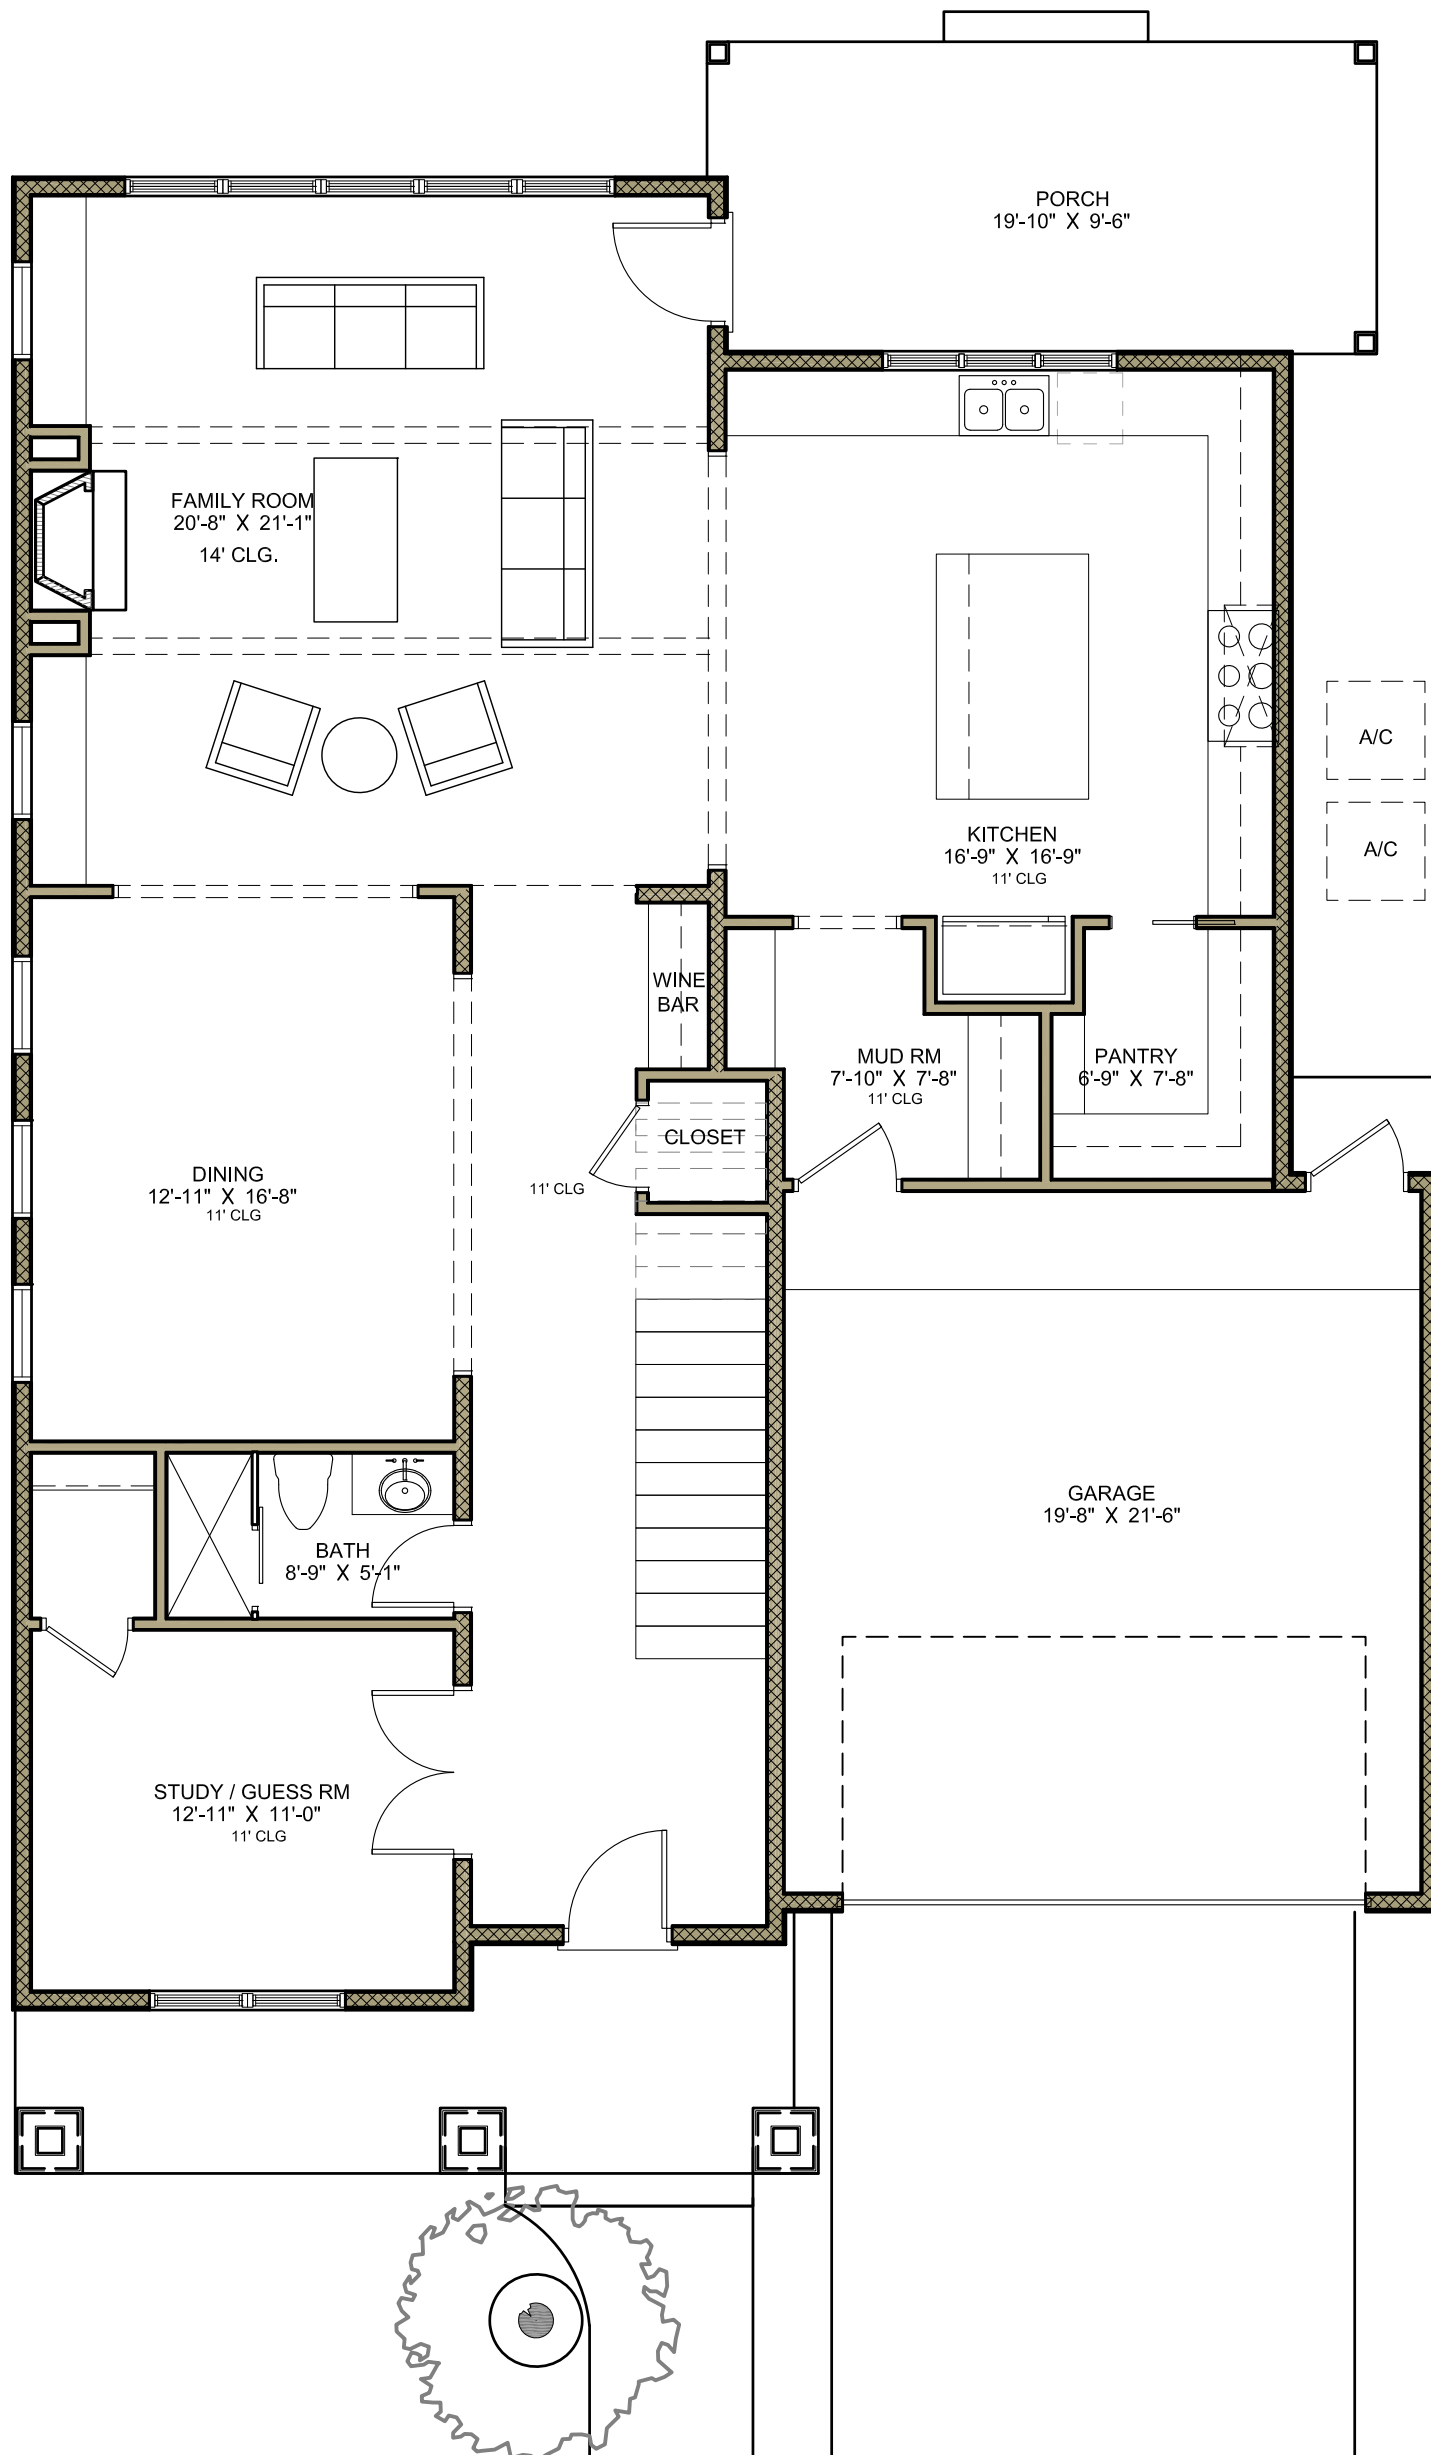 PORCH
19'-10" X 9'-6"
FAMILY ROOM
20'-8" X 21'-1"
14' CLG.
A/C
KITCHEN
16'-9" X 16'-9"
11' CLG
A/C
WINE
BAR
MUD RM
7'-10" X 7'-8"
11' CLG
PANTRY
6'-9" X 7'-8"
CLOSET
DINING
12'-11" X 16'-8"
11' CLG
11' CLG
GARAGE
19'-8" X 21'-6"
BATH
8'-9" X 5'-1"
STUDY / GUESS RM
12'-11" X 11'-0"
11' CLG